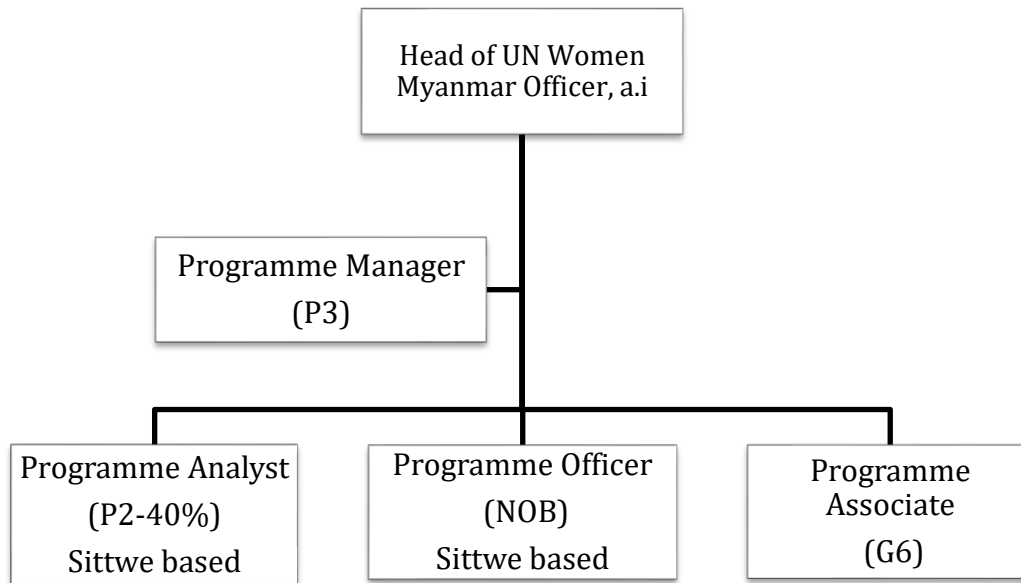 Head of UN Women
Myanmar Officer, a.i
Programme Manager
(P3)
Programme Analyst
(P2-40%)
Sittwe based
Programme Officer
(NOB)
Sittwe based
Programme
Associate
(G6)